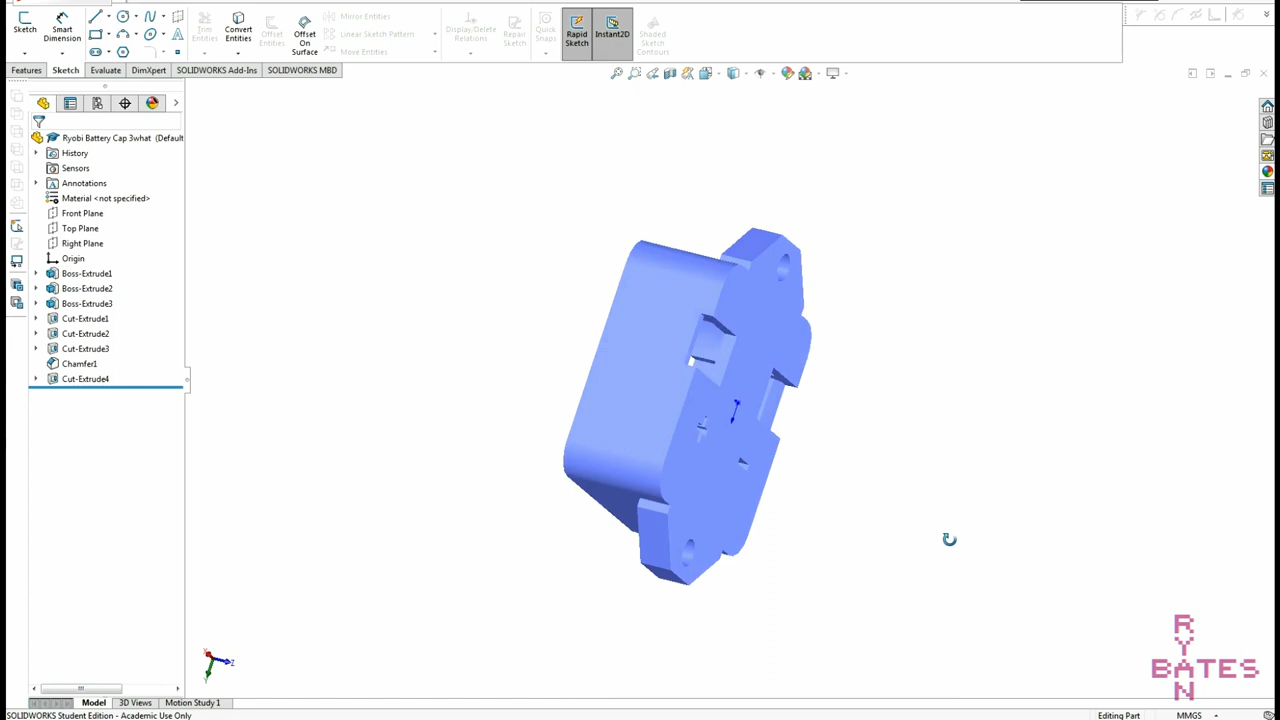 Sketch
Smart Dimension
Trim Entities
Convert Entities
Offset Entities
Offset On Surface
Mirror Entities
Linear Sketch Pattern
Move Entities
Display/Delete Relations
Repair Sketch
Quick Snaps
Rapid Sketch
Instant2D
Shaded Sketch Contours
Features
Sketch
Evaluate
DimXpert
SOLIDWORKS Add-Ins
SOLIDWORKS MBD
Ryobi Battery Cap 3what (Default
History
Sensors
Annotations
Material <not specified>
Front Plane
Top Plane
Right Plane
Origin
Boss-Extrude1
Boss-Extrude2
Boss-Extrude3
Cut-Extrude1
Cut-Extrude2
Cut-Extrude3
Chamfer1
Cut-Extrude4
Z
Y
RYAN
BATES
Model
3D Views
Motion Study 1
SOLIDWORKS Student Edition - Academic Use Only
Editing Part
MMGS